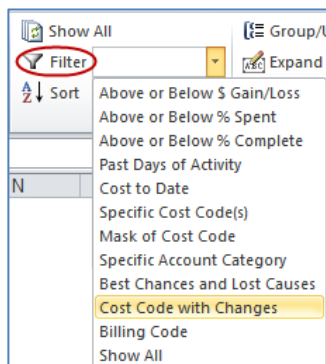 Show All
Group/U
Filter
Expand
Sort
Above or Below $ Gain/Loss
Above or Below % Spent
Above or Below % Complete
Past Days of Activity
Cost to Date
Specific Cost Code(s)
Mask of Cost Code
Specific Account Category
Best Chances and Lost Causes
Cost Code with Changes
Billing Code
Show All
N